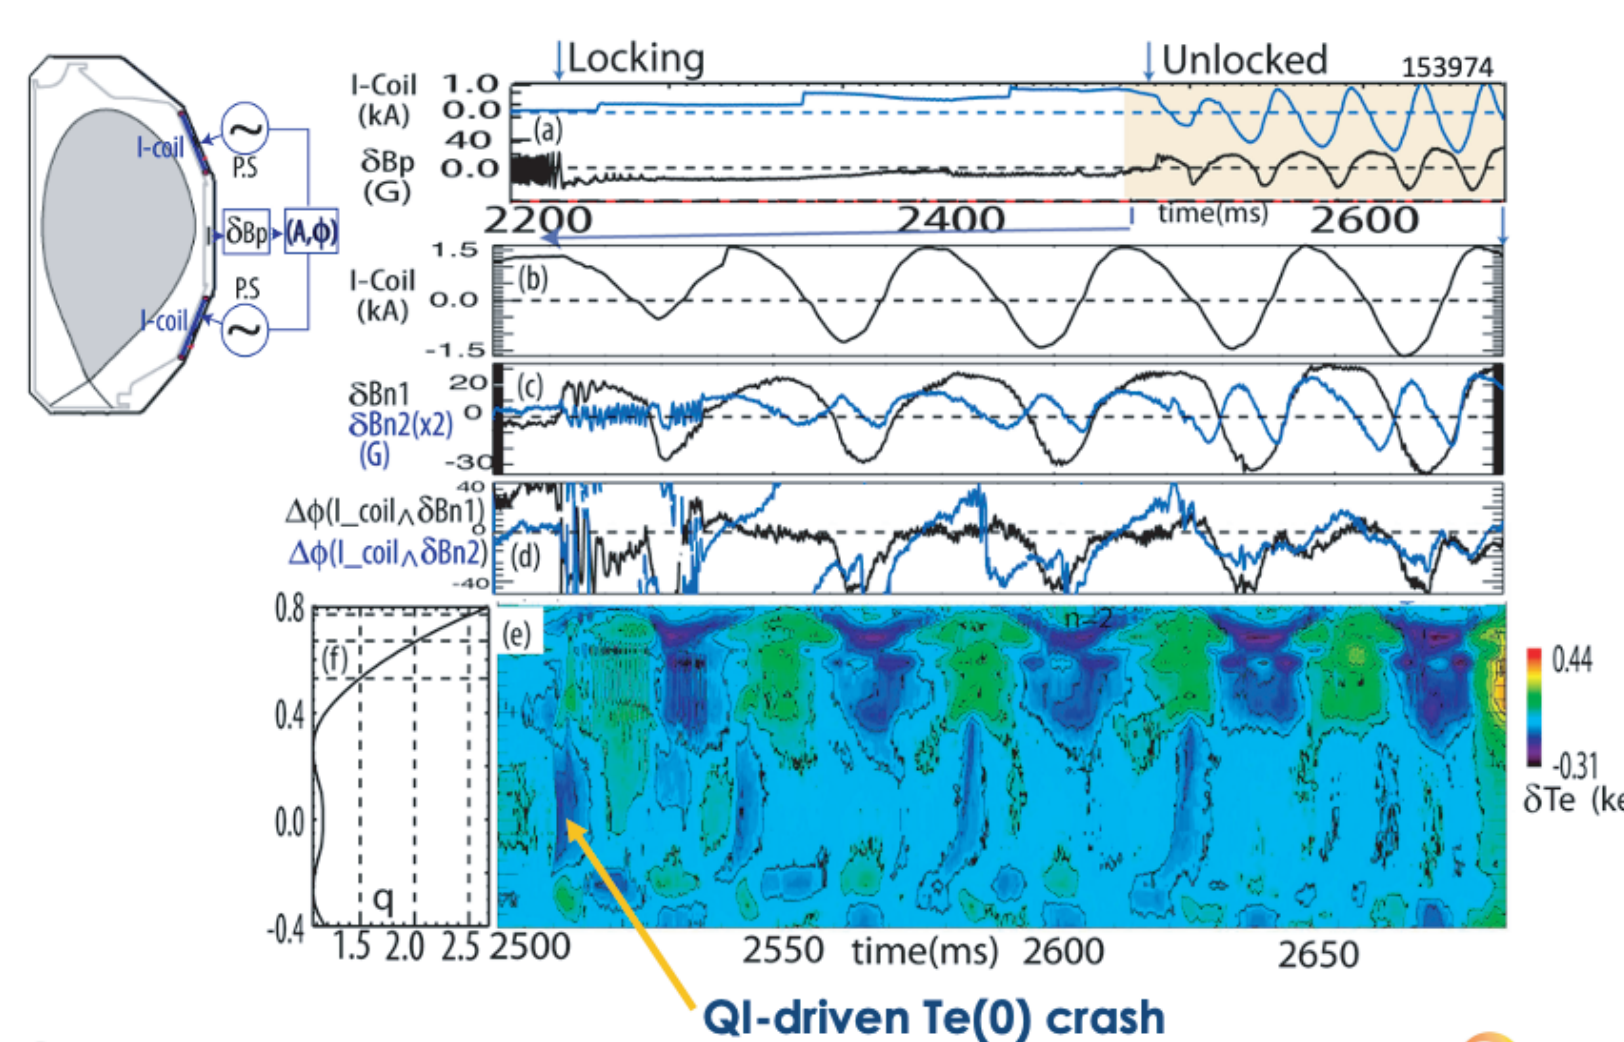 Locking
Unlocked
153974
I-Coil
(kA)
1.0
0.0
(a)
δBp
(G)
40
0.0
2200
2400
time(ms)
2600
I-coil
P.S
δBp
(A,ϕ)
P.S
I-coil
I-Coil
(kA)
1.5
0.0
-1.5
(b)
δBn1
δBn2(x2)
(G)
20
0
-30
(c)
Δϕ(I_coil∧δBn1)
Δϕ(I_coil∧δBn2)
40
0
-40
(d)
0.8
0.4
0.0
-0.4
(f)
q
1.5 2.0 2.5
(e)
n=2
0.44
-0.31
δTe (ke
2500
2550
time(ms)
2600
2650
QI-driven Te(0) crash